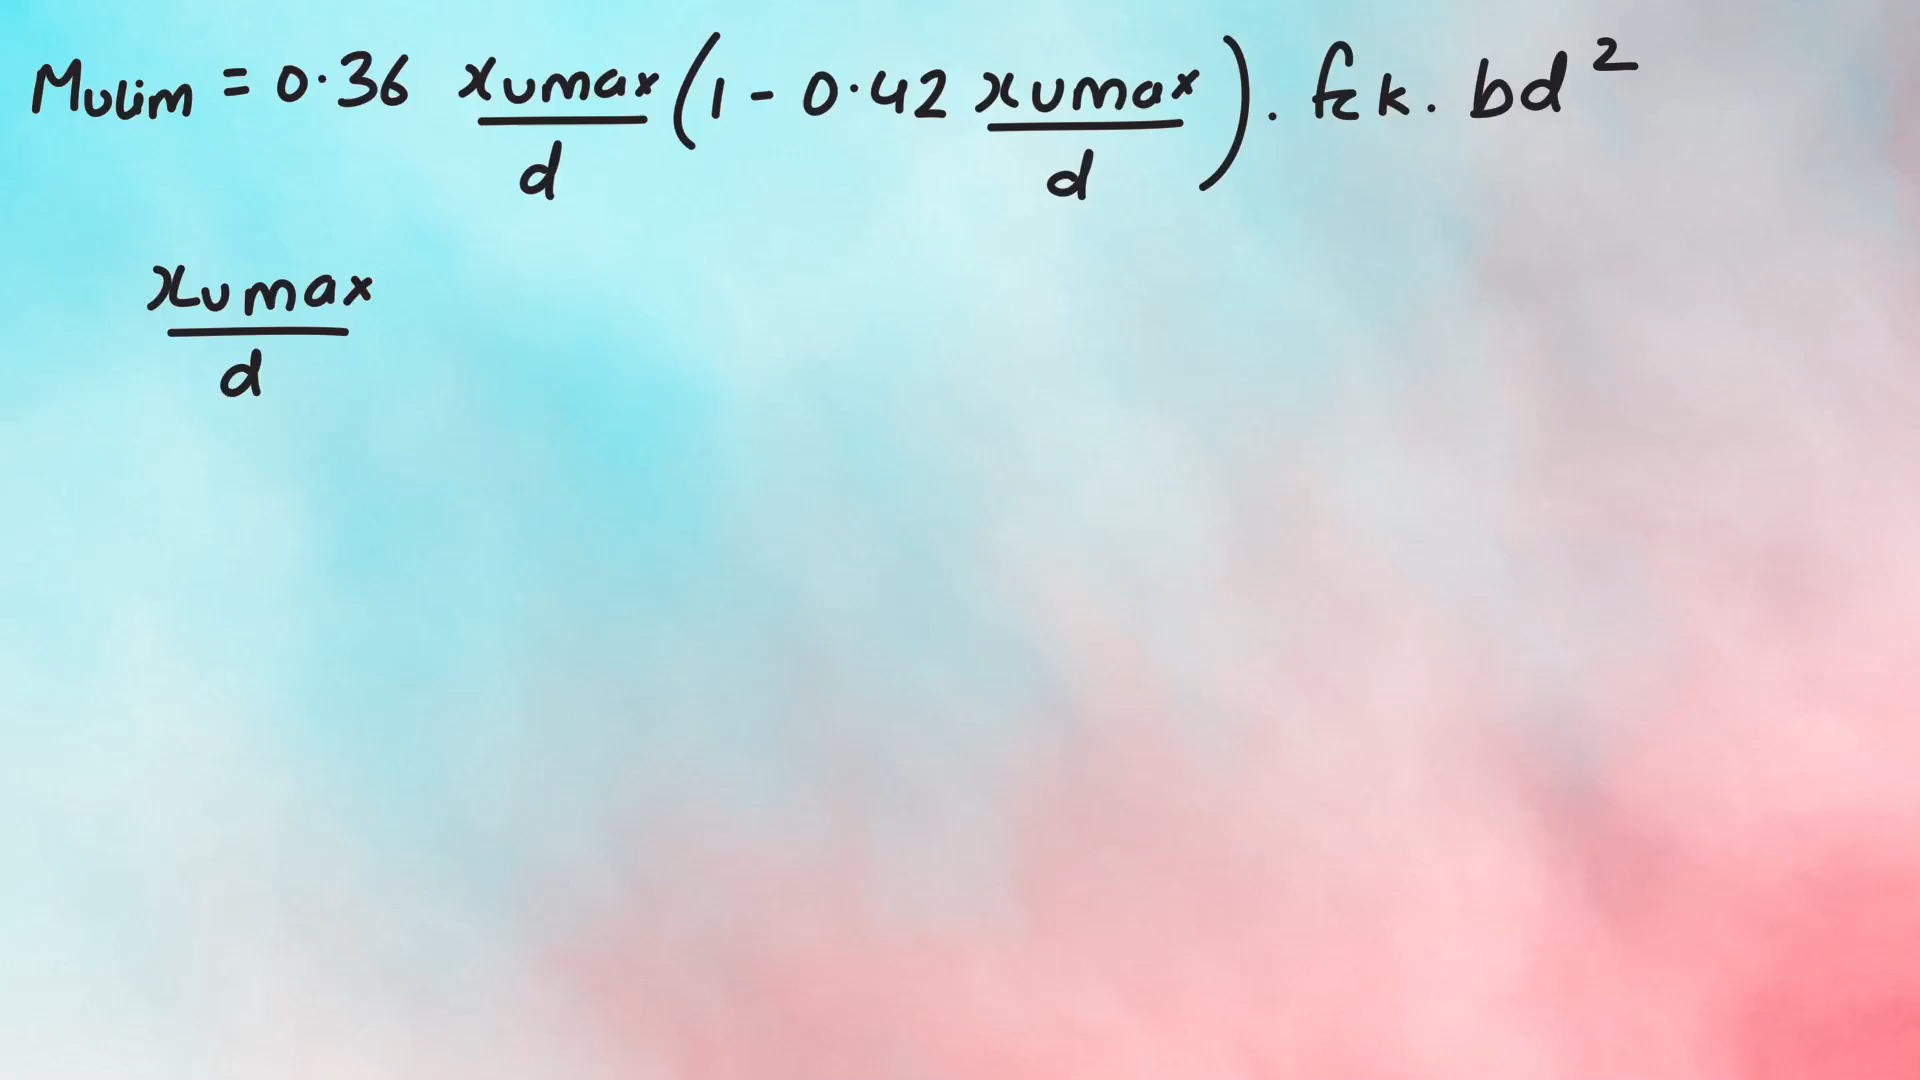 Mulim = 0.36 xumax/d (1 - 0.42 xumax/d) . fck . bd²
xumax/d